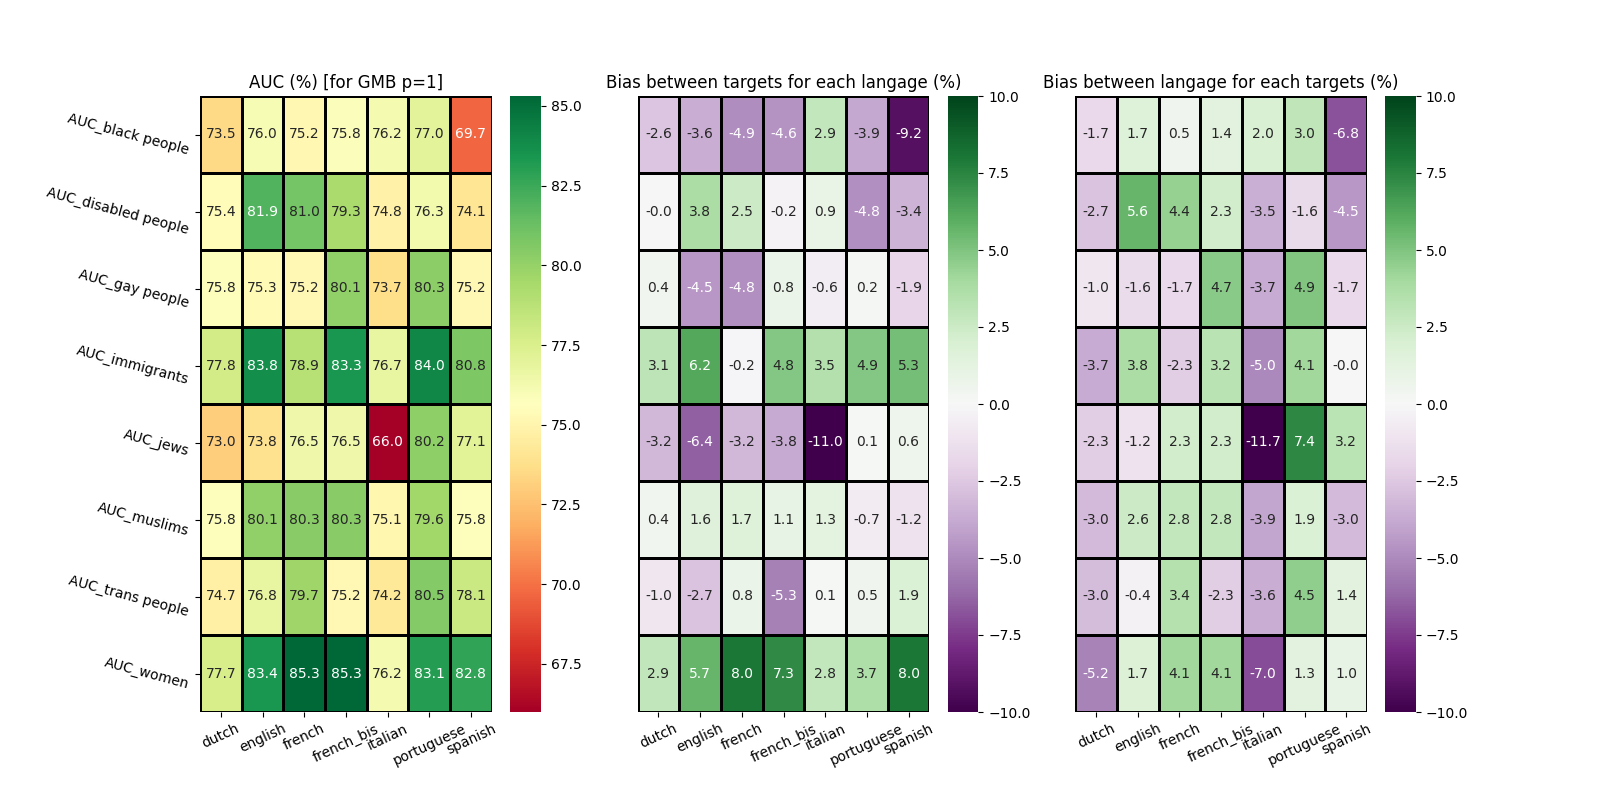 AUC (%) [for GMB p=1]
Bias between targets for each langage (%)
Bias between langage for each targets (%)
AUC_black people 73.5 76.0 75.2 75.8 76.2 77.0 69.7
AUC_disabled people 75.4 81.9 81.0 79.3 74.8 76.3 74.1
AUC_gay people 75.8 75.3 75.2 80.1 73.7 80.3 75.2
AUC_immigrants 77.8 83.8 78.9 83.3 76.7 84.0 80.8
AUC_jews 73.0 73.8 76.5 76.5 66.0 80.2 77.1
AUC_muslims 75.8 80.1 80.3 80.3 75.1 79.6 75.8
AUC_trans people 74.7 76.8 79.7 75.2 74.2 80.5 78.1
AUC_women 77.7 83.4 85.3 85.3 76.2 83.1 82.8
dutch english french french_bis italian portuguese spanish
85.0
82.5
80.0
77.5
75.0
72.5
70.0
67.5
-2.6 -3.6 -4.9 -4.6 2.9 -3.9 -9.2
-0.0 3.8 2.5 -0.2 0.9 -4.8 -3.4
0.4 -4.5 -4.8 0.8 -0.6 0.2 -1.9
3.1 6.2 -0.2 4.8 3.5 4.9 5.3
-3.2 -6.4 -3.2 -3.8 -11.0 0.1 0.6
0.4 1.6 1.7 1.1 1.3 -0.7 -1.2
-1.0 -2.7 0.8 -5.3 0.1 0.5 1.9
2.9 5.7 8.0 7.3 2.8 3.7 8.0
dutch english french french_bis italian portuguese spanish
10.0
7.5
5.0
2.5
0.0
−2.5
−5.0
−7.5
−10.0
-1.7 1.7 0.5 1.4 2.0 3.0 -6.8
-2.7 5.6 4.4 2.3 -3.5 -1.6 -4.5
-1.0 -1.6 -1.7 4.7 -3.7 4.9 -1.7
-3.7 3.8 -2.3 3.2 -5.0 4.1 -0.0
-2.3 -1.2 2.3 2.3 -11.7 7.4 3.2
-3.0 2.6 2.8 2.8 -3.9 1.9 -3.0
-3.0 -0.4 3.4 -2.3 -3.6 4.5 1.4
-5.2 1.7 4.1 4.1 -7.0 1.3 1.0
dutch english french french_bis italian portuguese spanish
10.0
7.5
5.0
2.5
0.0
−2.5
−5.0
−7.5
−10.0